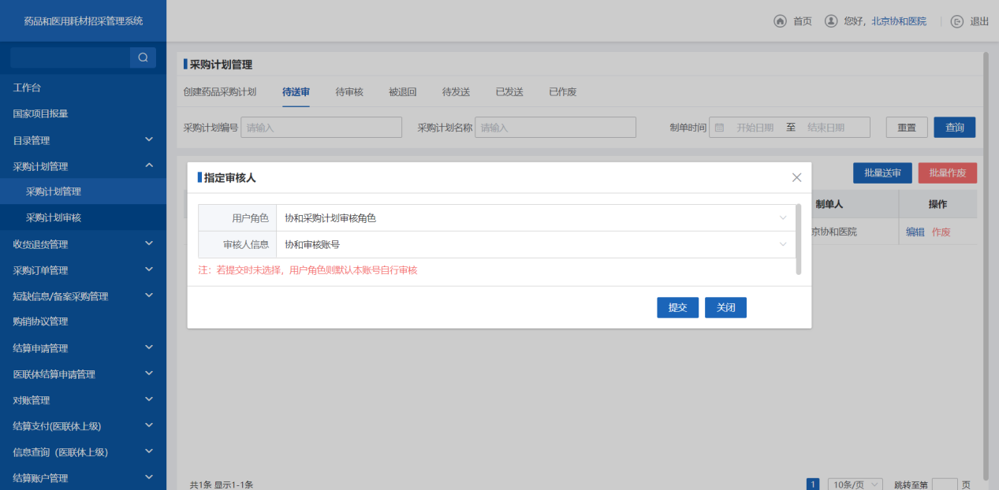 药品和医用耗材招采管理系统
首页 您好，北京协和医院 退出
工作台
国家项目报量
目录管理
采购计划管理
采购计划管理
采购计划审核
收货退货管理
采购订单管理
短缺信息/备案采购管理
购销协议管理
结算申请管理
医联体结算申请管理
对账管理
结算支付(医联体上级)
信息查询（医联体上级）
结算账户管理
采购计划管理
创建药品采购计划 待送审 待审核 被退回 待发送 已发送 已作废
采购计划编号 请输入 采购计划名称 请输入 制单时间 开始日期 至 结束日期 重置 查询
批量送审 批量作废
制单人 操作
京协和医院 编辑 作废
指定审核人
用户角色 协和采购计划审核角色
审核人信息 协和审核账号
注：若提交时未选择，用户角色则默认本账号自行审核
提交 关闭
共1条 显示1-1条 1 10条/页 跳转至第 页